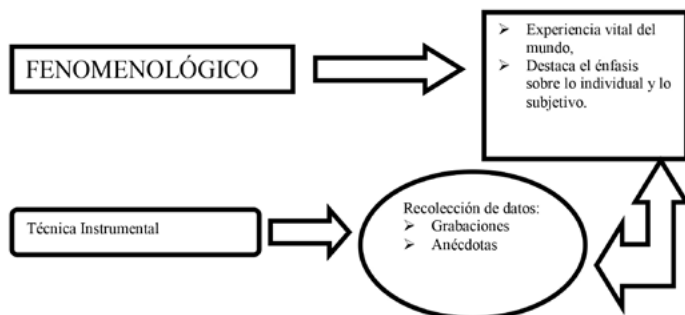 FENOMENOLÓGICO
➢ Experiencia vital del
mundo,
➢ Destaca el énfasis
sobre lo individual y lo
subjetivo.
Técnica Instrumental
Recolección de datos:
➢ Grabaciones
➢ Anécdotas